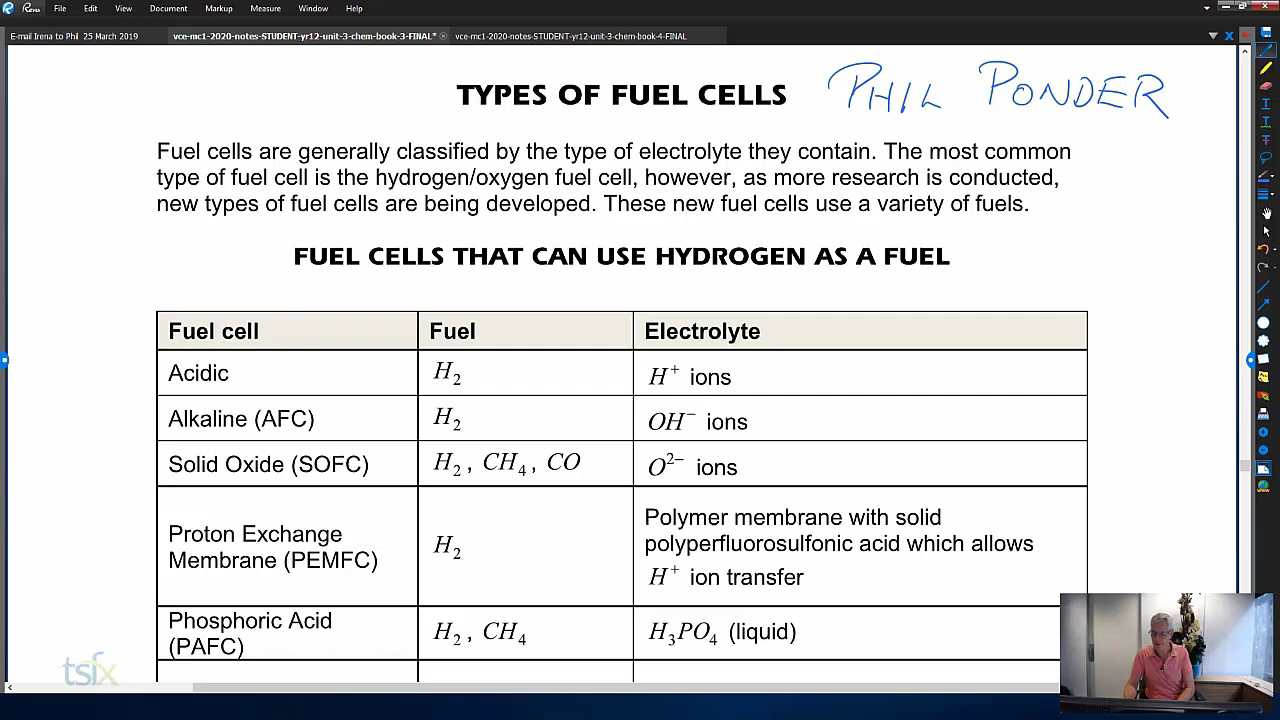 Revu File Edit View Document Markup Measure Window Help
E-mail Irena to Phil 25 March 2019 vce-mc1-2020-notes-STUDENT-yr12-unit-3-chem-book-3-FINAL* vce-mc1-2020-notes-STUDENT-yr12-unit-3-chem-book-4-FINAL
TYPES OF FUEL CELLS PHIL PONDER
Fuel cells are generally classified by the type of electrolyte they contain. The most common
type of fuel cell is the hydrogen/oxygen fuel cell, however, as more research is conducted,
new types of fuel cells are being developed. These new fuel cells use a variety of fuels.
FUEL CELLS THAT CAN USE HYDROGEN AS A FUEL
Fuel cell Fuel Electrolyte
Acidic H₂ H⁺ ions
Alkaline (AFC) H₂ OH⁻ ions
Solid Oxide (SOFC) H₂ , CH₄ , CO O²⁻ ions
Proton Exchange
Membrane (PEMFC)
H₂
Polymer membrane with solid
polyperfluorosulfonic acid which allows
H⁺ ion transfer
Phosphoric Acid
(PAFC)
H₂ , CH₄ H₃PO₄ (liquid)
tsfx